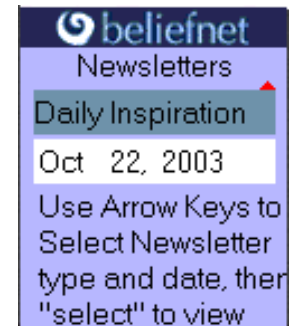 beliefnet
Newsletters
Daily Inspiration
Oct 22, 2003
Use Arrow Keys to
Select Newsletter
type and date, then
"select" to view